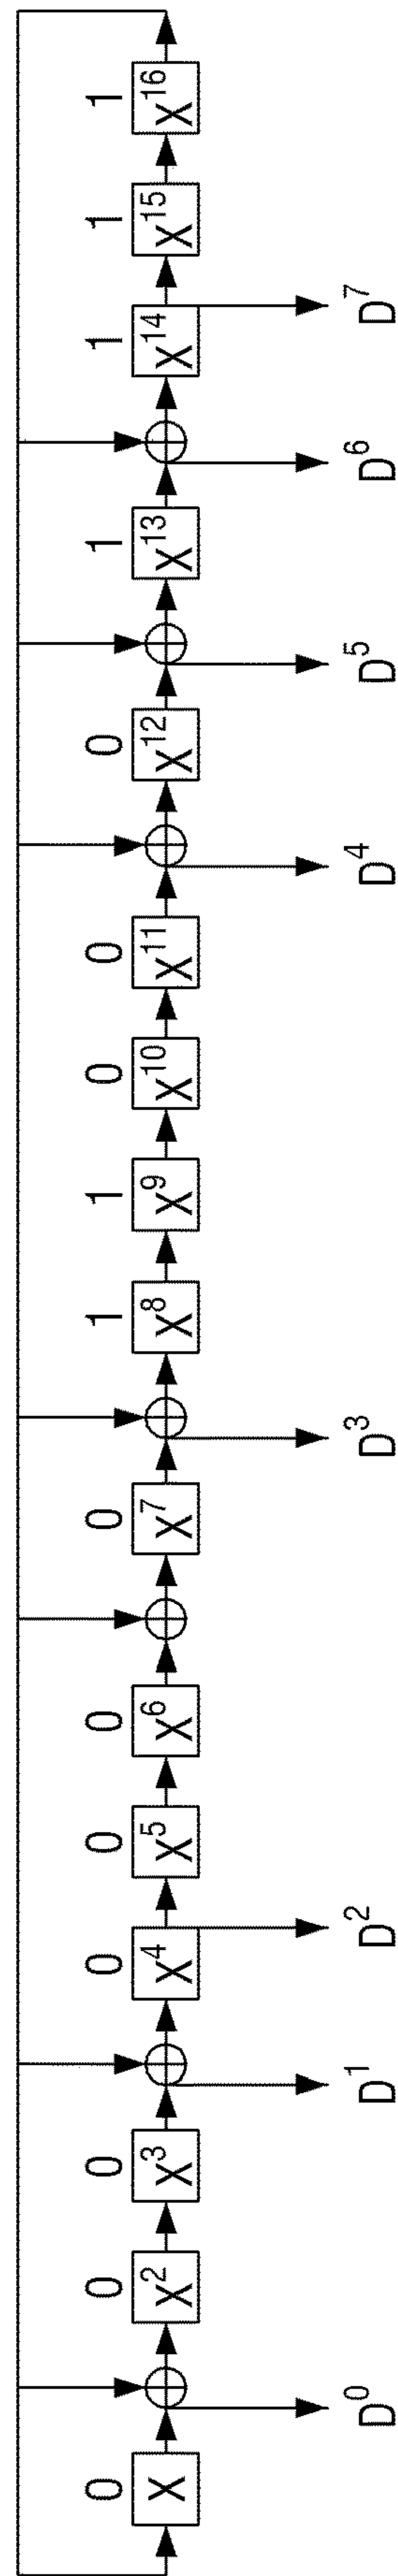 0 0 0 0 0 0 0 1 1 0 0 0 1 1 1 1
X X² X³ X⁴ X⁵ X⁶ X⁷ X⁸ X⁹ X¹⁰ X¹¹ X¹² X¹³ X¹⁴ X¹⁵ X¹⁶
D⁰ D¹ D² D³ D⁴ D⁵ D⁶ D⁷